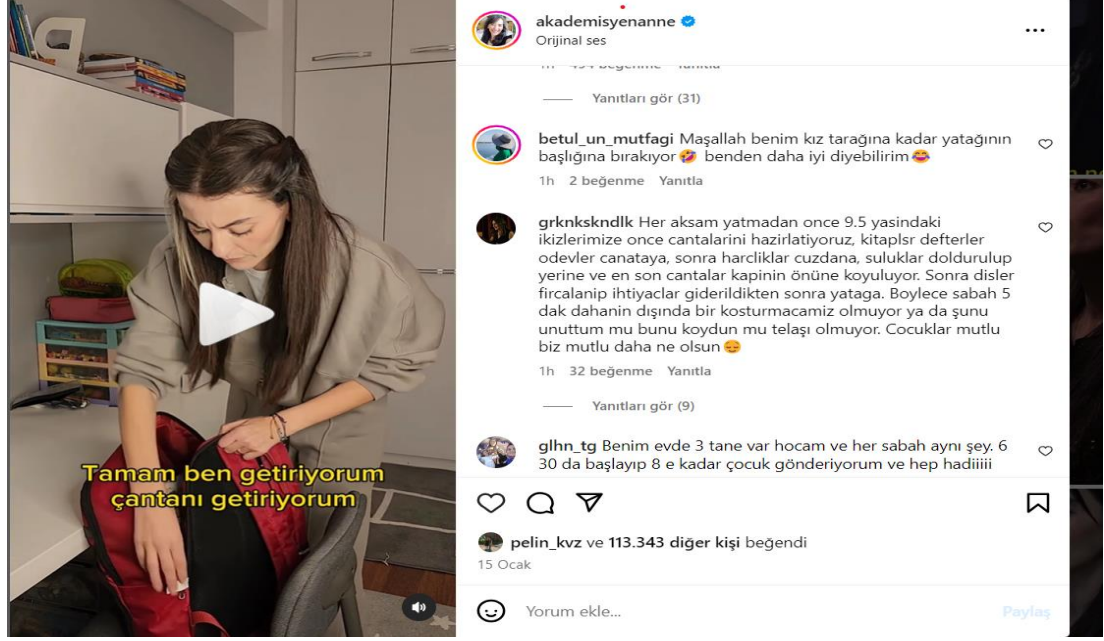 akademisyenanne
Orijinal ses
Yanıtları gör (31)
betul_un_mutfagi Maşallah benim kız tarağına kadar yatağının
başlığına bırakıyor🤣 benden daha iyi diyebilirim😂
1h 2 beğenme Yanıtla
grknkskndlk Her aksam yatmadan once 9.5 yasindaki
ikizlerimize once cantalarini hazirlatiyoruz, kitaplsr defterler
odevler canataya, sonra harcliklar cuzdana, suluklar doldurulup
yerine ve en son cantalar kapinin önüne koyuluyor. Sonra disler
fircalanip ihtiyaclar giderildikten sonra yataga. Boylece sabah 5
dak dahanin dışında bir kosturmacamiz olmuyor ya da şunu
unuttum mu bunu koydun mu telaşı olmuyor. Cocuklar mutlu
biz mutlu daha ne olsun😌
1h 32 beğenme Yanıtla
Yanıtları gör (9)
glhn_tg Benim evde 3 tane var hocam ve her sabah aynı şey. 6
30 da başlayıp 8 e kadar çocuk gönderiyorum ve hep hadiiiii
Tamam ben getiriyorum
çantanı getiriyorum
pelin_kvz ve 113.343 diğer kişi beğendi
15 Ocak
Yorum ekle...
Paylaş